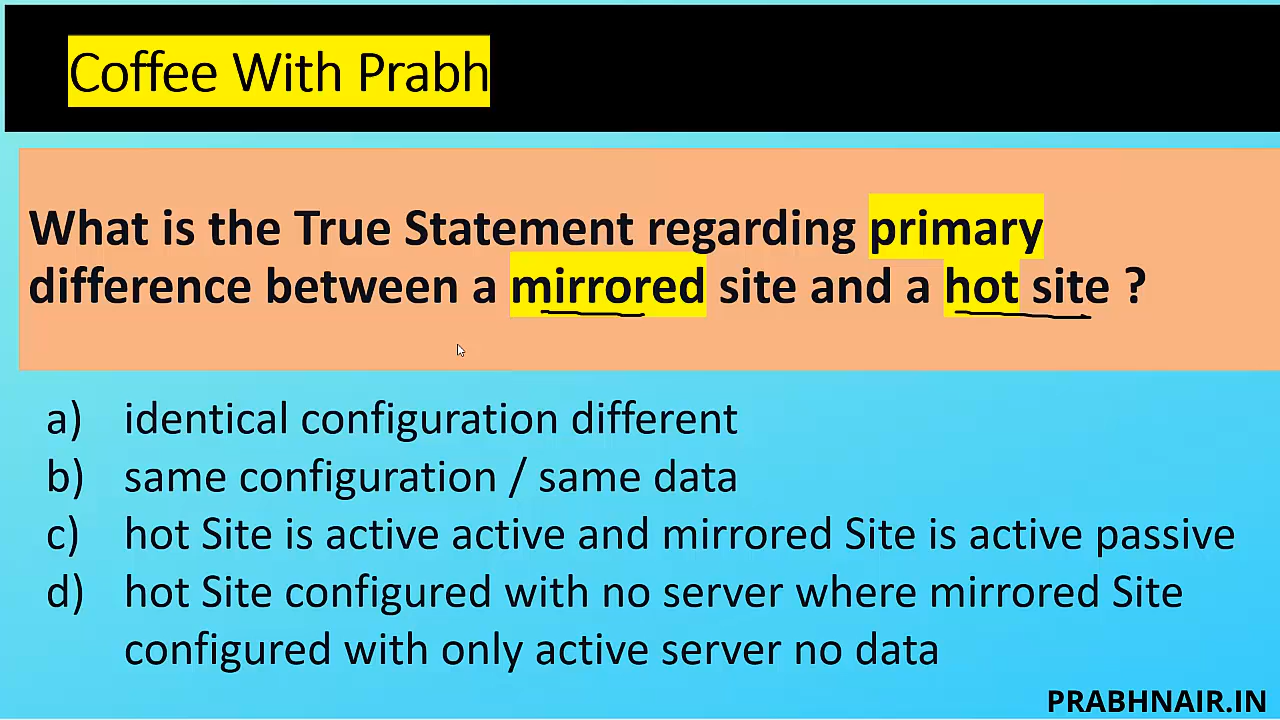 Coffee With Prabh
What is the True Statement regarding primary
difference between a mirrored site and a hot site ?
a) identical configuration different
b) same configuration / same data
c) hot Site is active active and mirrored Site is active passive
d) hot Site configured with no server where mirrored Site
configured with only active server no data
PRABHNAIR.IN